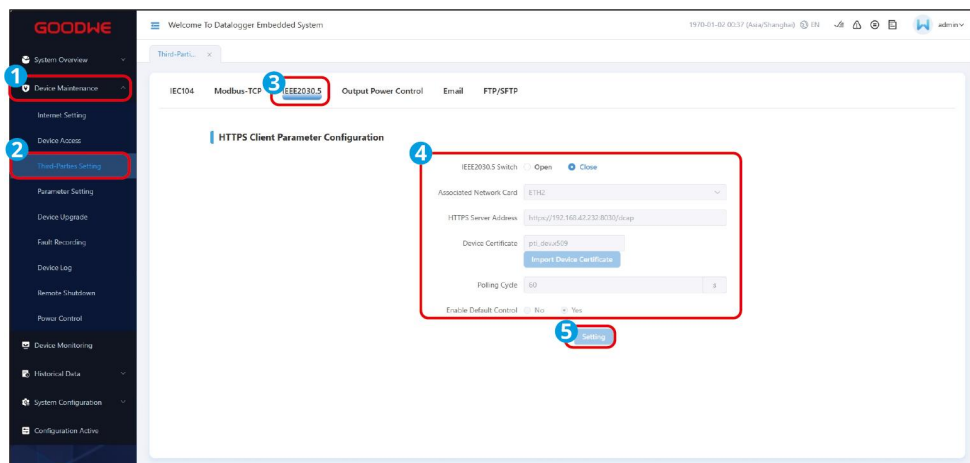 GOODWE
Welcome To Datalogger Embedded System
1970-01-02 00:37 (Asia/Shanghai) EN
admin
Third-Parti... ×
System Overview
1
Device Maintenance
Internet Setting
Device Access
2
Third-Parties Setting
Parameter Setting
Device Upgrade
Fault Recording
Device Log
Remote Shutdown
Power Control
Device Monitoring
Historical Data
System Configuration
Configuration Active
IEC104 Modbus-TCP 3 IEEE2030.5 Output Power Control Email FTP/SFTP
HTTPS Client Parameter Configuration
4
IEEE2030.5 Switch Open Close
Associated Network Card ETH2
HTTPS Server Address https://192.168.42.232:8030/dcap
Device Certificate pti_dev.x509
Import Device Certificate
Polling Cycle 60 s
Enable Default Control No Yes
5
Setting